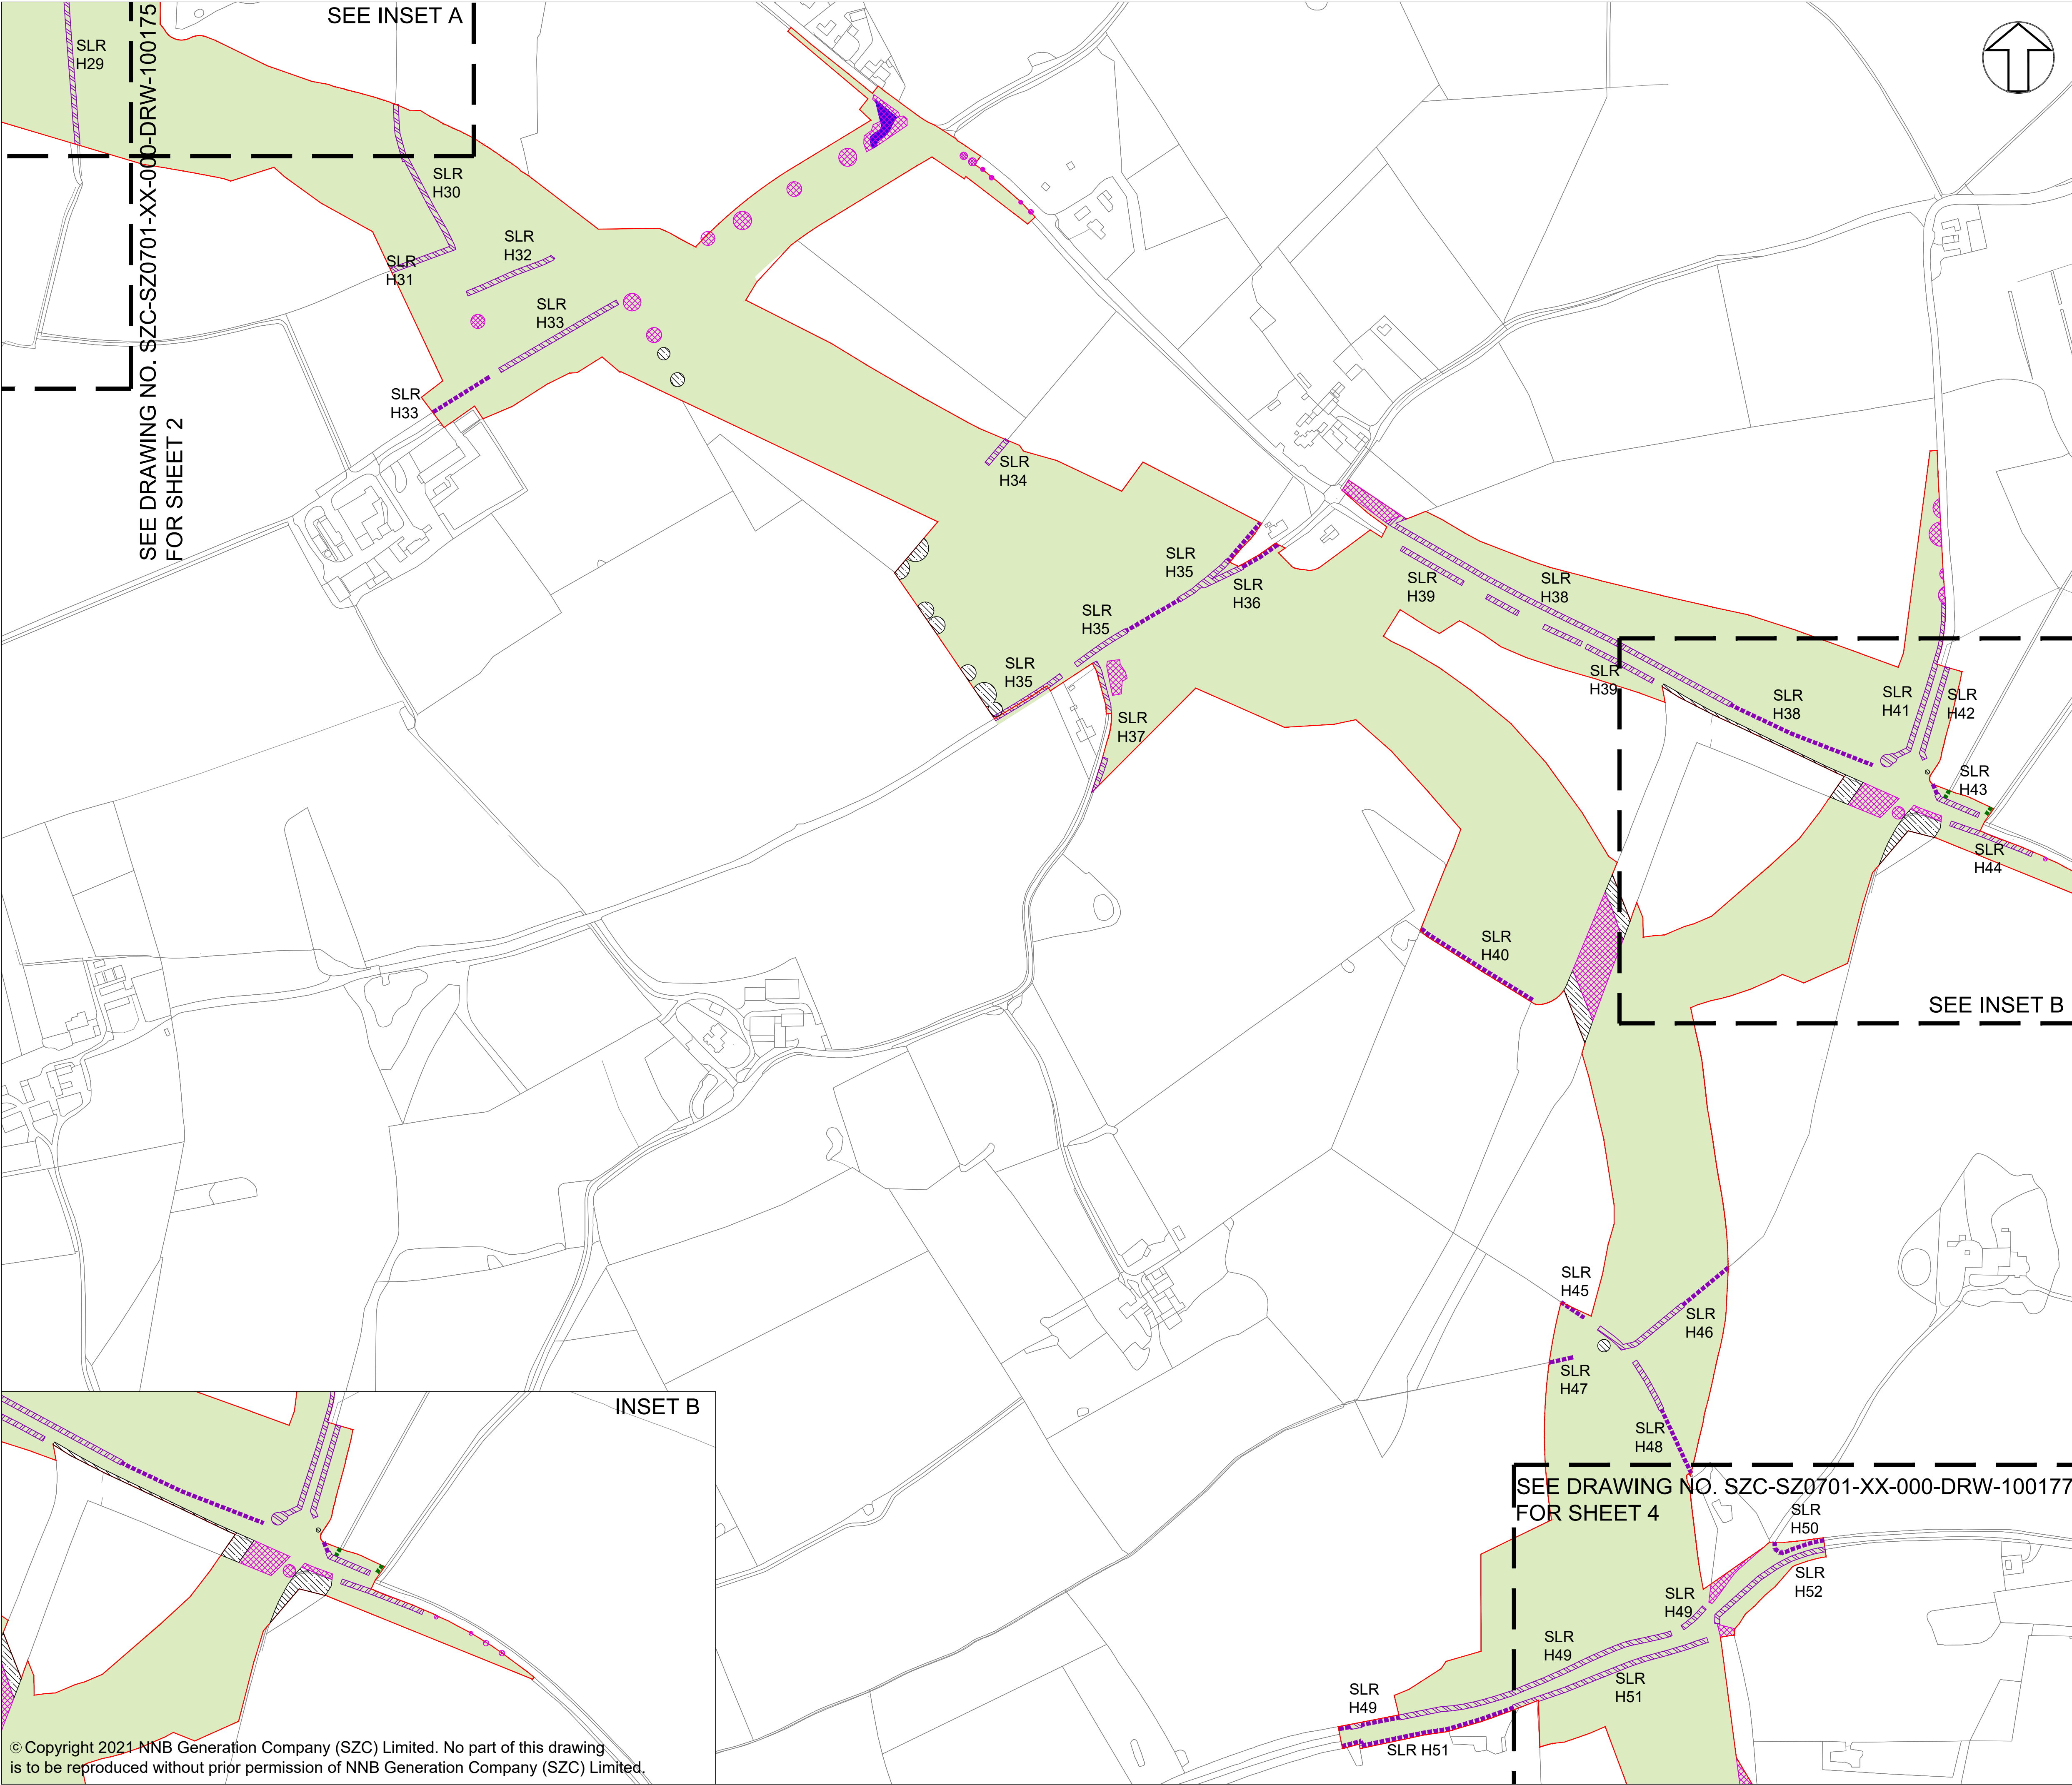 SEE INSET A
SLR
H29
SEE DRAWING NO. SZC-SZ0701-XX-000-DRW-100175
FOR SHEET 2
SLR
H30
SLR
H31
SLR
H32
SLR
H33
SLR
H33
SLR
H34
SLR
H35
SLR
H36
SLR
H35
SLR
H35
SLR
H37
SLR
H39
SLR
H38
SLR
H39
SLR
H38
SLR
H41
SLR
H42
SLR
H43
SLR
H44
SLR
H40
SEE INSET B
SLR
H45
SLR
H46
SLR
H47
SLR
H48
SEE DRAWING NO. SZC-SZ0701-XX-000-DRW-100177
FOR SHEET 4
SLR
H50
SLR
H52
SLR
H49
SLR
H49
SLR
H51
SLR
H49
SLR H51
INSET B
© Copyright 2021 NNB Generation Company (SZC) Limited. No part of this drawing
is to be reproduced without prior permission of NNB Generation Company (SZC) Limited.